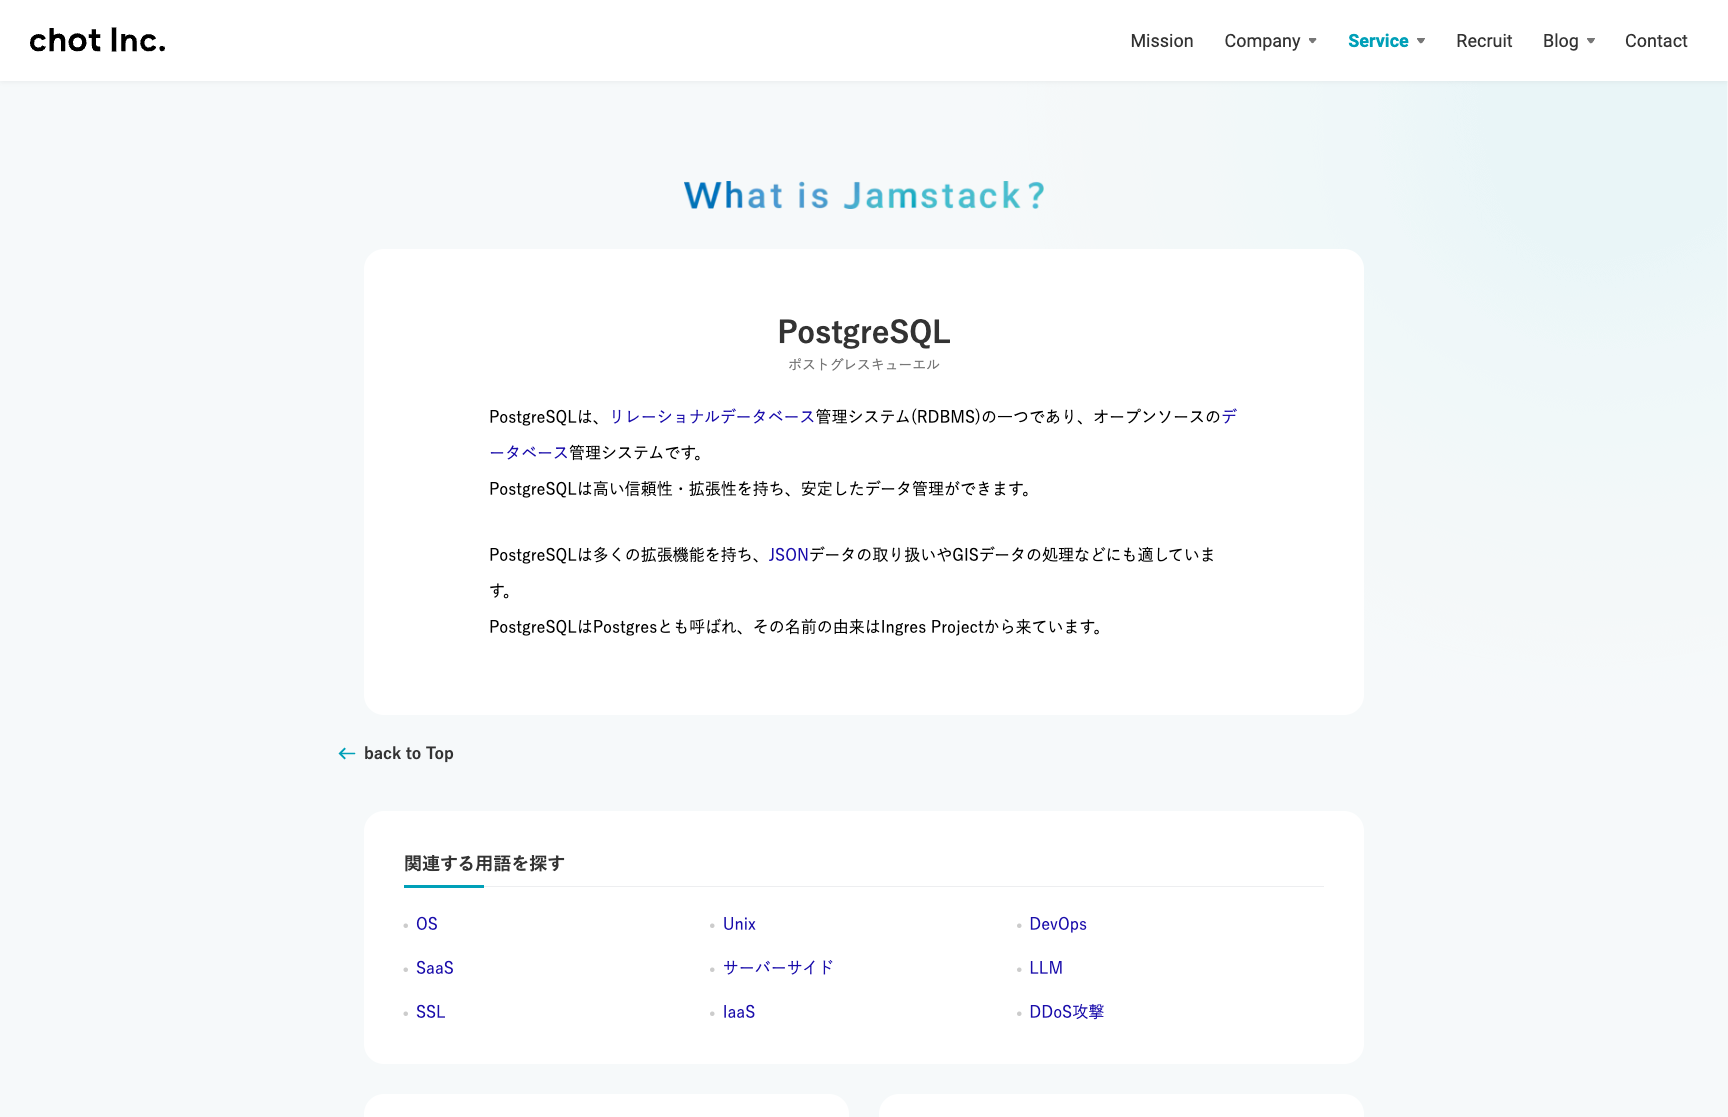 chot Inc.
Mission
Company
Service
Recruit
Blog
Contact
What is Jamstack?
PostgreSQL
ポストグレスキューエル
PostgreSQLは、リレーショナルデータベース管理システム(RDBMS)の一つであり、オープンソースのデ
ータベース管理システムです。
PostgreSQLは高い信頼性・拡張性を持ち、安定したデータ管理ができます。
PostgreSQLは多くの拡張機能を持ち、JSONデータの取り扱いやGISデータの処理などにも適していま
す。
PostgreSQLはPostgresとも呼ばれ、その名前の由来はIngres Projectから来ています。
← back to Top
関連する用語を探す
OS
Unix
DevOps
SaaS
サーバーサイド
LLM
SSL
IaaS
DDoS攻撃